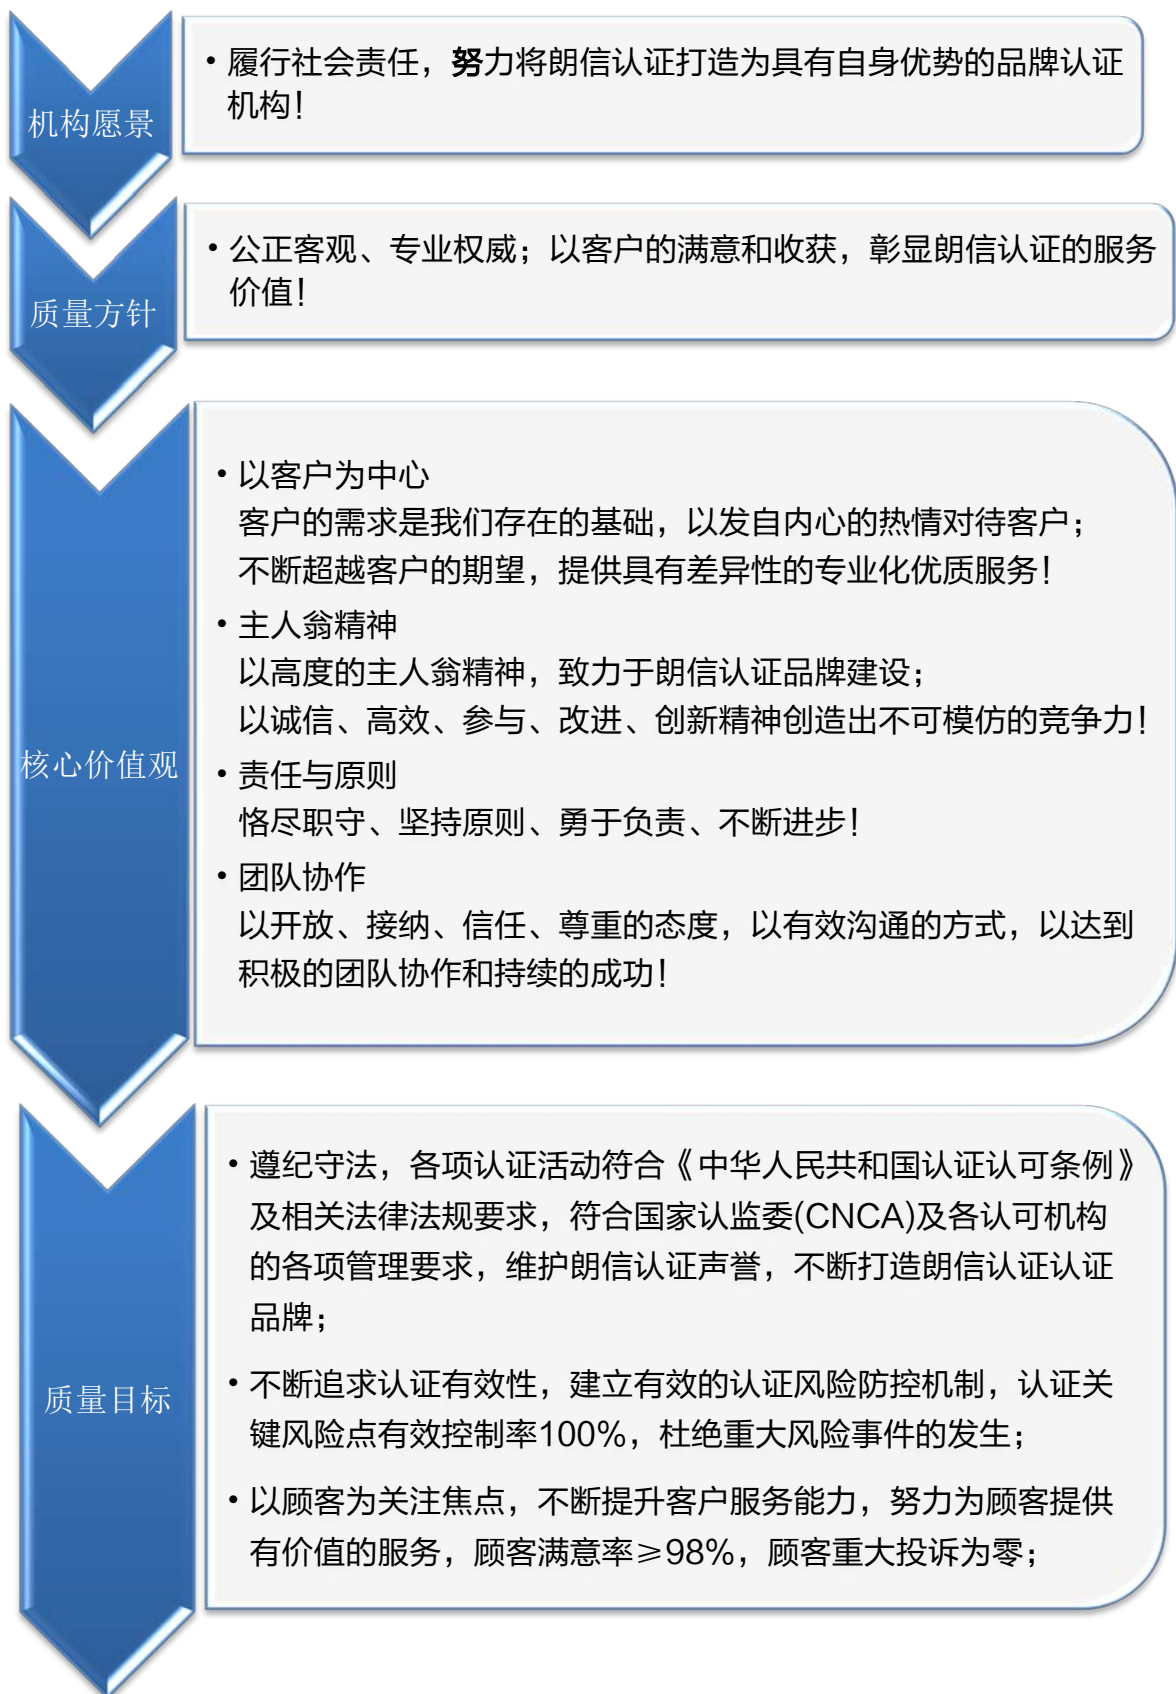 机构愿景
• 履行社会责任，努力将朗信认证打造为具有自身优势的品牌认证
机构！
质量方针
• 公正客观、专业权威；以客户的满意和收获，彰显朗信认证的服务
价值！
核心价值观
• 以客户为中心
客户的需求是我们存在的基础，以发自内心的热情对待客户；
不断超越客户的期望，提供具有差异性的专业化优质服务！
• 主人翁精神
以高度的主人翁精神，致力于朗信认证品牌建设；
以诚信、高效、参与、改进、创新精神创造出不可模仿的竞争力！
• 责任与原则
恪尽职守、坚持原则、勇于负责、不断进步！
• 团队协作
以开放、接纳、信任、尊重的态度，以有效沟通的方式，以达到
积极的团队协作和持续的成功！
质量目标
• 遵纪守法，各项认证活动符合《中华人民共和国认证认可条例》
及相关法律法规要求，符合国家认监委(CNCA)及各认可机构
的各项管理要求，维护朗信认证声誉，不断打造朗信认证认证
品牌；
• 不断追求认证有效性，建立有效的认证风险防控机制，认证关
键风险点有效控制率100%，杜绝重大风险事件的发生；
• 以顾客为关注焦点，不断提升客户服务能力，努力为顾客提供
有价值的服务，顾客满意率≥98%，顾客重大投诉为零；